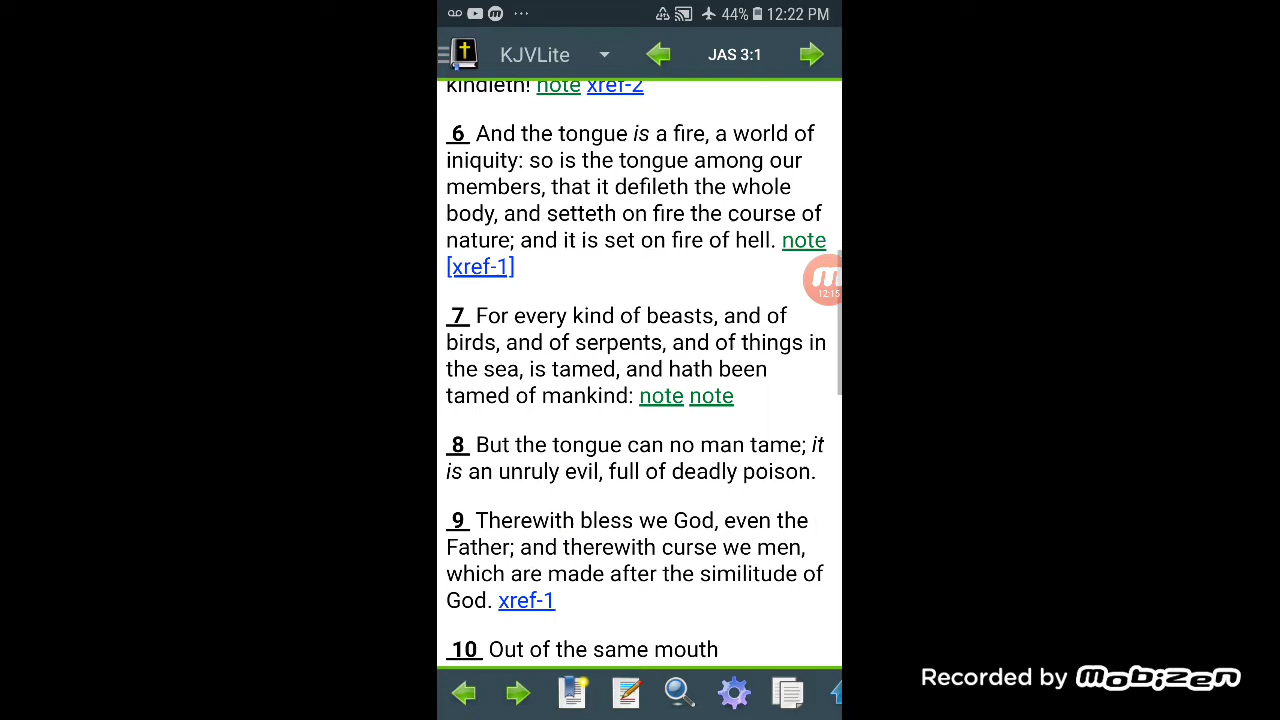 ... 44% 12:22 PM
KJVLite JAS 3:1
kindleth! note xref-2
6 And the tongue is a fire, a world of
iniquity: so is the tongue among our
members, that it defileth the whole
body, and setteth on fire the course of
nature; and it is set on fire of hell. note
[xref-1]
12:15
7 For every kind of beasts, and of
birds, and of serpents, and of things in
the sea, is tamed, and hath been
tamed of mankind: note note
8 But the tongue can no man tame; it
is an unruly evil, full of deadly poison.
9 Therewith bless we God, even the
Father; and therewith curse we men,
which are made after the similitude of
God. xref-1
10 Out of the same mouth
Recorded by mobizen